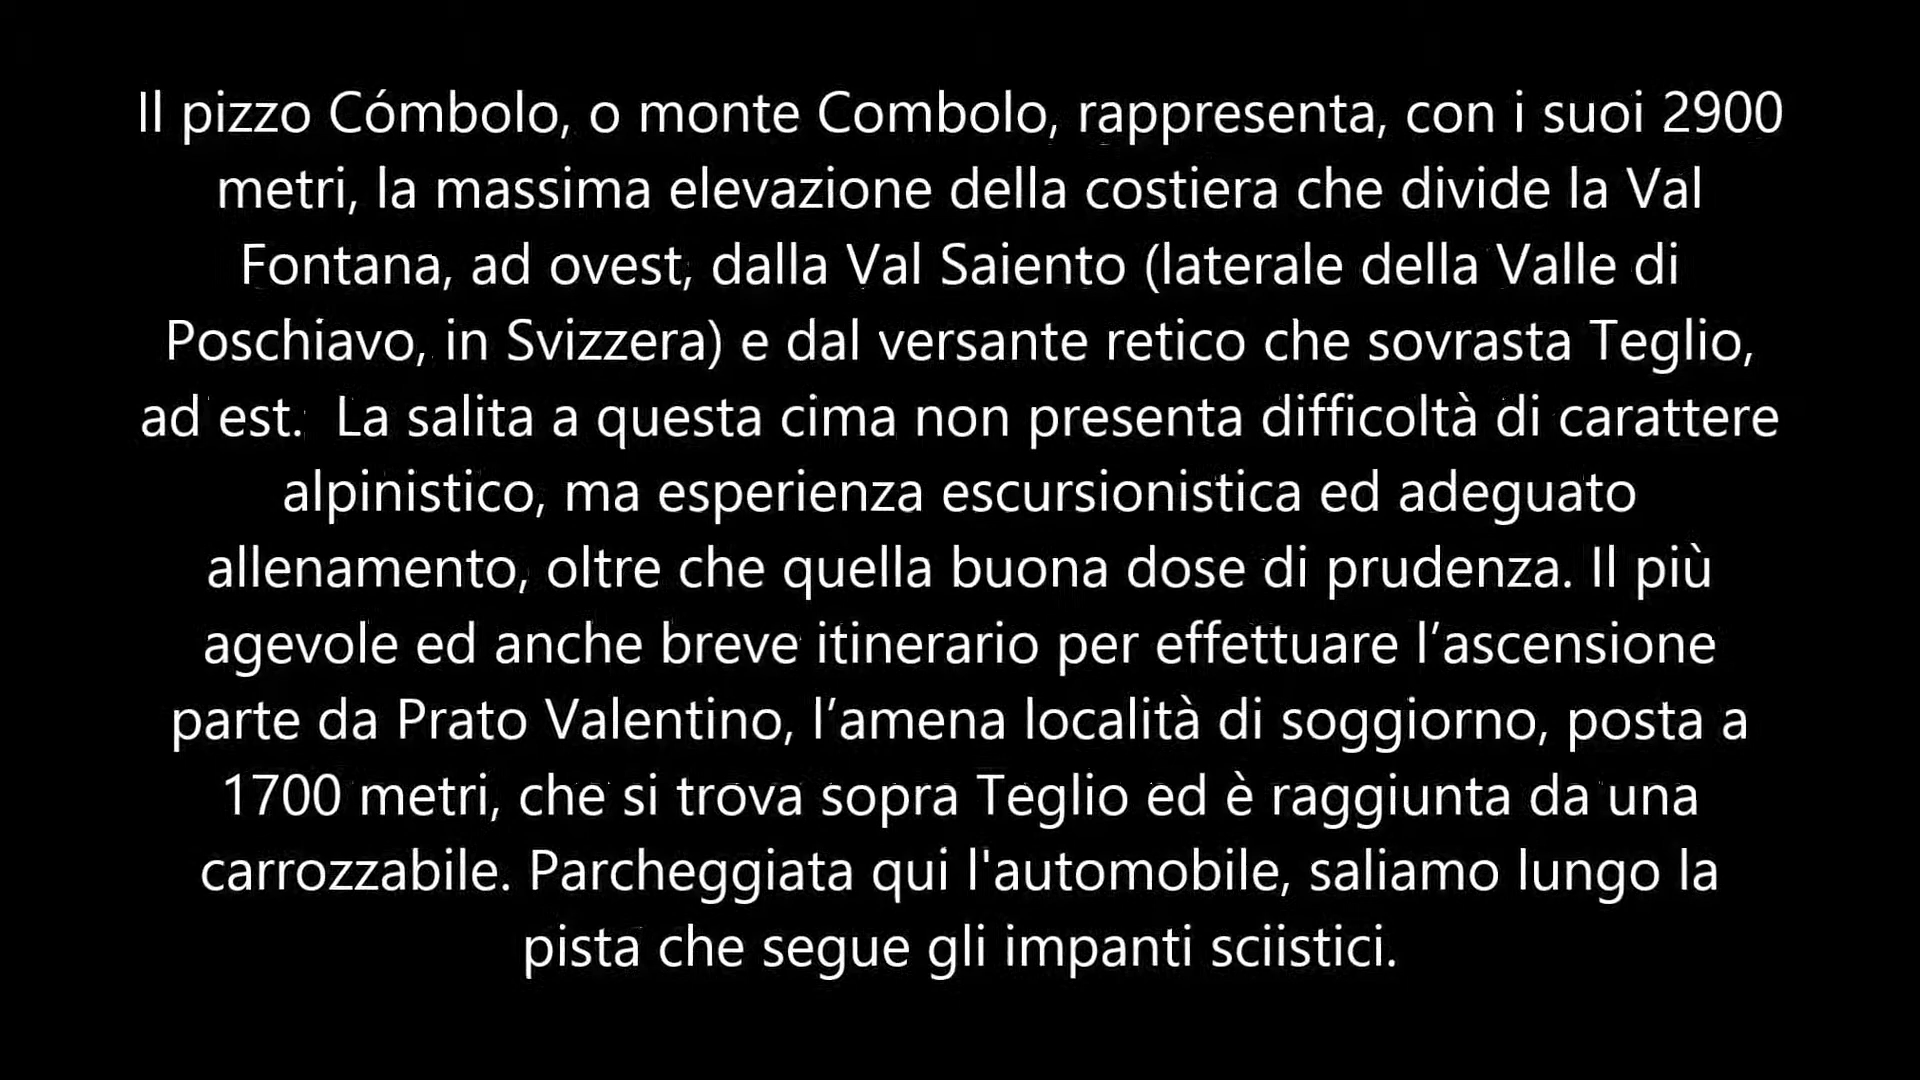 Il pizzo Cómbolo, o monte Combolo, rappresenta, con i suoi 2900
metri, la massima elevazione della costiera che divide la Val
Fontana, ad ovest, dalla Val Saiento (laterale della Valle di
Poschiavo, in Svizzera) e dal versante retico che sovrasta Teglio,
ad est.  La salita a questa cima non presenta difficoltà di carattere
alpinistico, ma esperienza escursionistica ed adeguato
allenamento, oltre che quella buona dose di prudenza. Il più
agevole ed anche breve itinerario per effettuare l’ascensione
parte da Prato Valentino, l’amena località di soggiorno, posta a
1700 metri, che si trova sopra Teglio ed è raggiunta da una
carrozzabile. Parcheggiata qui l'automobile, saliamo lungo la
pista che segue gli impanti sciistici.